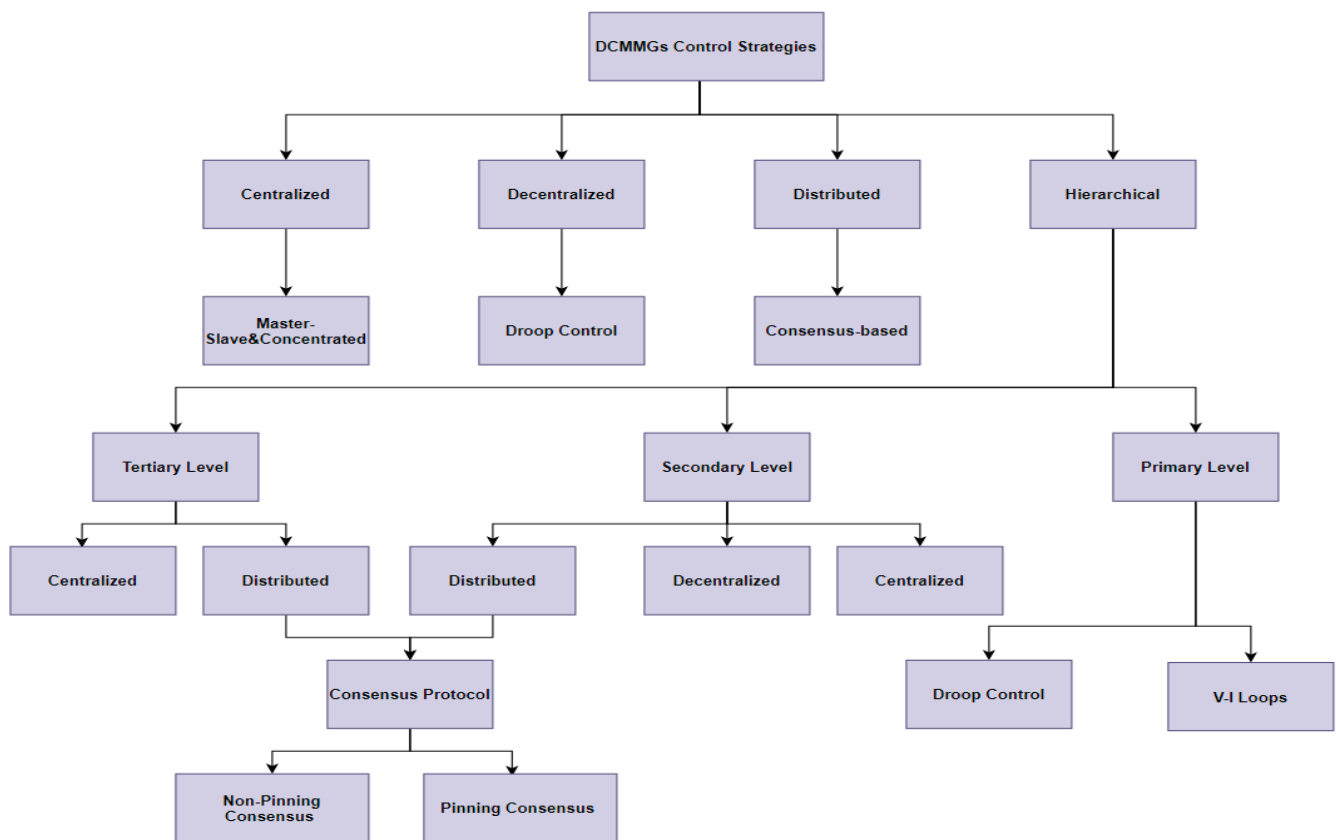 DCMMGs Control Strategies
Centralized
Decentralized
Distributed
Hierarchical
Master-
Slave&Concentrated
Droop Control
Consensus-based
Tertiary Level
Secondary Level
Primary Level
Centralized
Distributed
Distributed
Decentralized
Centralized
Consensus Protocol
Droop Control
V-I Loops
Non-Pinning
Consensus
Pinning Consensus